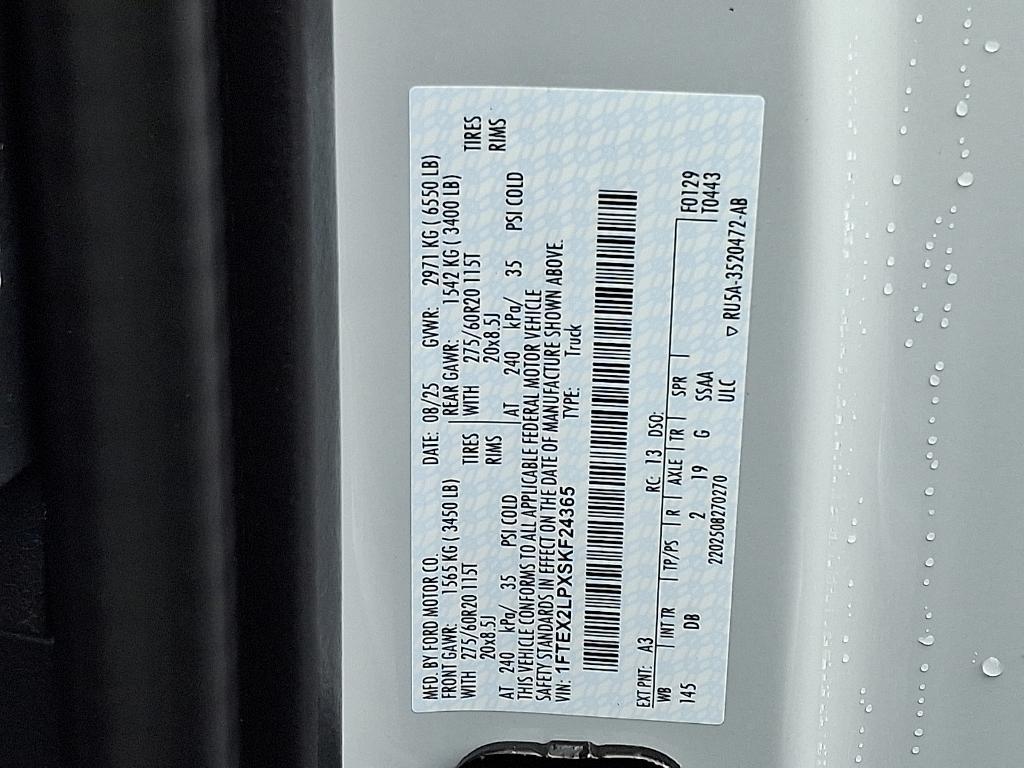 MFD. BY FORD MOTOR CO. DATE: 08/25 GVWR: 2971 KG ( 6550 LB)
FRONT GAWR: 1565 KG ( 3450 LB) REAR GAWR: 1542 KG ( 3400 LB)
WITH 275/60R20 115T TIRES WITH 275/60R20 115T TIRES
20x8.5J RIMS 20x8.5J RIMS
AT 240 kPa/ 35 PSI COLD AT 240 kPa/ 35 PSI COLD
THIS VEHICLE CONFORMS TO ALL APPLICABLE FEDERAL MOTOR VEHICLE
SAFETY STANDARDS IN EFFECT ON THE DATE OF MANUFACTURE SHOWN ABOVE.
VIN: 1FTEX2LPXSKF24365 TYPE: Truck
EXT PNT: A3 RC: 13 DSO:
WB INT TR TP/PS R AXLE TR SPR F0129
145 DB 2 19 G SSAA T0443
2202508270270 ULC ▽ RU5A-3520472-AB